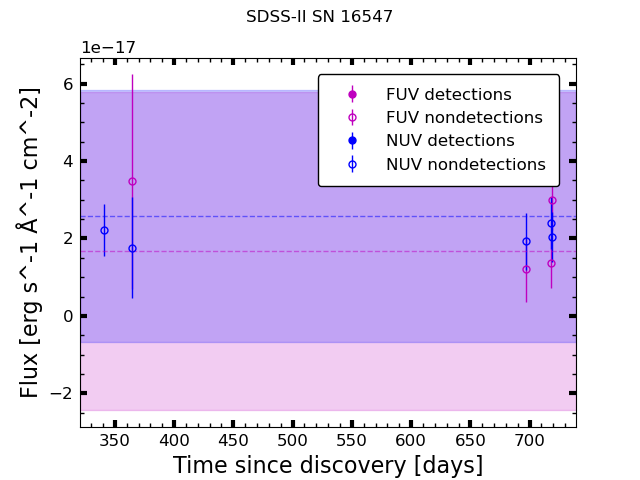 SDSS-II SN 16547
1e−17
FUV detections
FUV nondetections
NUV detections
NUV nondetections
6
4
2
0
−2
Flux [erg s^-1 Å^-1 cm^-2]
350 400 450 500 550 600 650 700
Time since discovery [days]